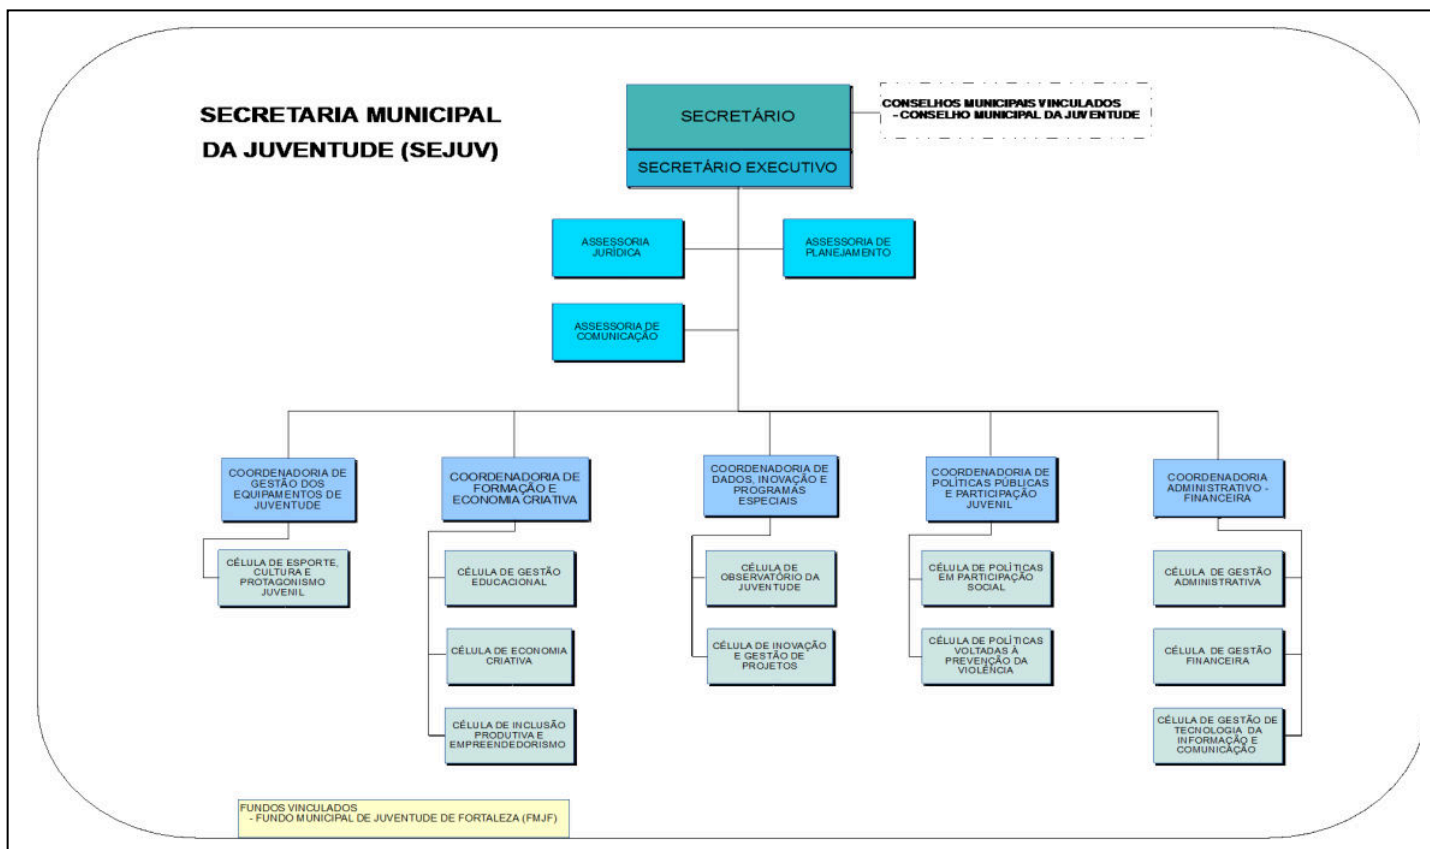 SECRETARIA MUNICIPAL
DA JUVENTUDE (SEJUV)
SECRETÁRIO
SECRETÁRIO EXECUTIVO
CONSELHOS MUNICIPAIS VINCULADOS
- CONSELHO MUNICIPAL DA JUVENTUDE
ASSESSORIA
JURÍDICA
ASSESSORIA DE
PLANEJAMENTO
ASSESSORIA DE
COMUNICAÇÃO
COORDENADORIA DE
GESTÃO DOS
EQUIPAMENTOS DE
JUVENTUDE
COORDENADORIA DE
FORMAÇÃO E
ECONOMIA CRIATIVA
COORDENADORIA DE
DADOS, INOVAÇÃO E
PROGRAMAS
ESPECIAIS
COORDENADORIA DE
POLÍTICAS PÚBLICAS
E PARTICIPAÇÃO
JUVENIL
COORDENADORIA
ADMINISTRATIVO -
FINANCEIRA
CÉLULA DE ESPORTE,
CULTURA E
PROTAGONISMO
JUVENIL
CÉLULA DE GESTÃO
EDUCACIONAL
CÉLULA DE
OBSERVATÓRIO DA
JUVENTUDE
CÉLULA DE POLÍTICAS
EM PARTICIPAÇÃO
SOCIAL
CÉLULA DE GESTÃO
ADMINISTRATIVA
CÉLULA DE ECONOMIA
CRIATIVA
CÉLULA DE INOVAÇÃO
E GESTÃO DE
PROJETOS
CÉLULA DE POLÍTICAS
VOLTADAS À
PREVENÇÃO DA
VIOLÊNCIA
CÉLULA DE GESTÃO
FINANCEIRA
CÉLULA DE INCLUSÃO
PRODUTIVA E
EMPREENDEDORISMO
CÉLULA DE GESTÃO DE
TECNOLOGIA DA
INFORMAÇÃO E
COMUNICAÇÃO
FUNDOS VINCULADOS
- FUNDO MUNICIPAL DE JUVENTUDE DE FORTALEZA (FMJF)